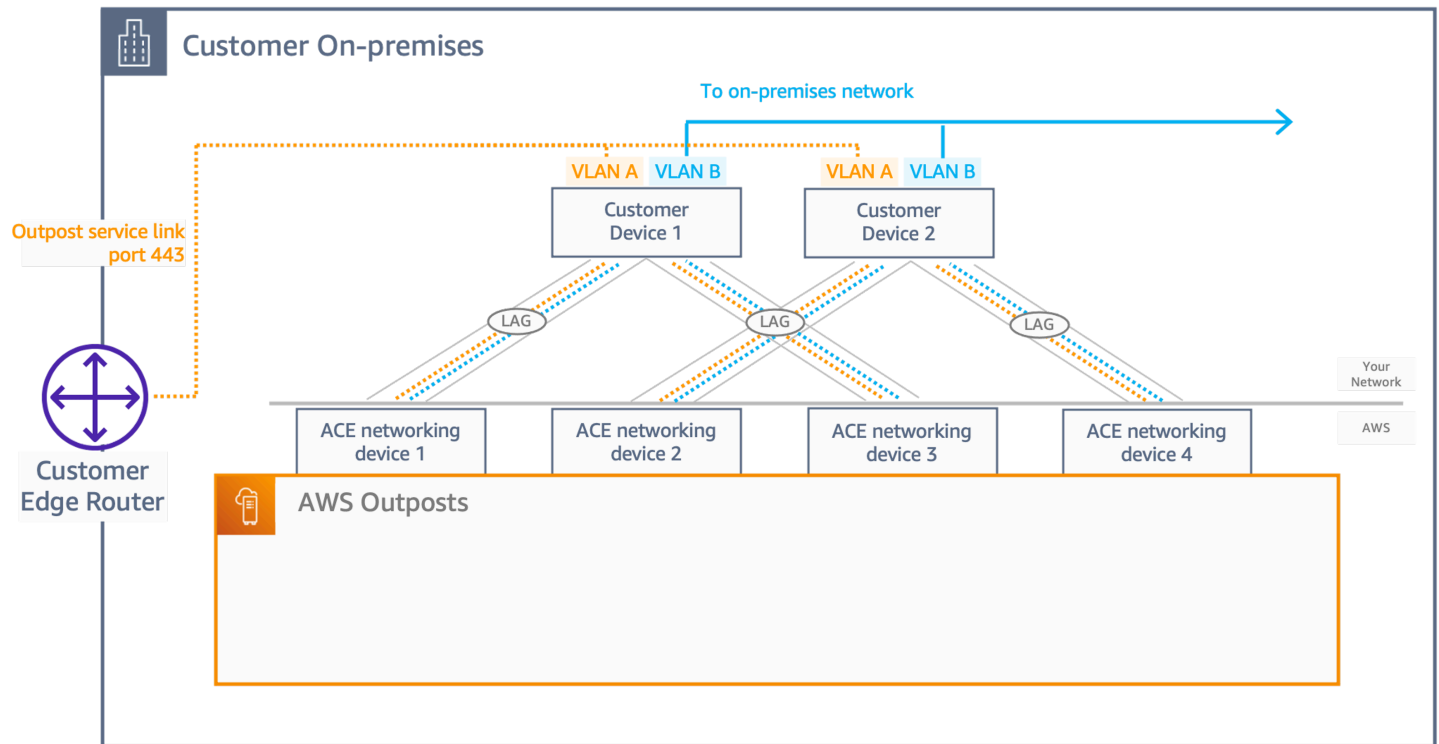 Customer On-premises
To on-premises network
VLAN A VLAN B
VLAN A VLAN B
Customer
Device 1
Customer
Device 2
Outpost service link
port 443
LAG
LAG
LAG
Your
Network
AWS
Customer
Edge Router
ACE networking
device 1
ACE networking
device 2
ACE networking
device 3
ACE networking
device 4
AWS Outposts